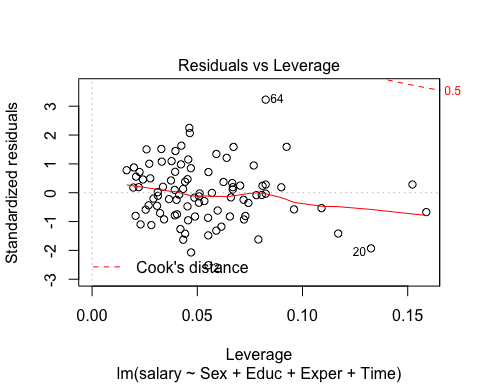 Residuals vs Leverage
Standardized residuals
3
2
1
0
-1
-2
-3
64
0.5
20
Cook's distance
0.00
0.05
0.10
0.15
Leverage
lm(salary ~ Sex + Educ + Exper + Time)